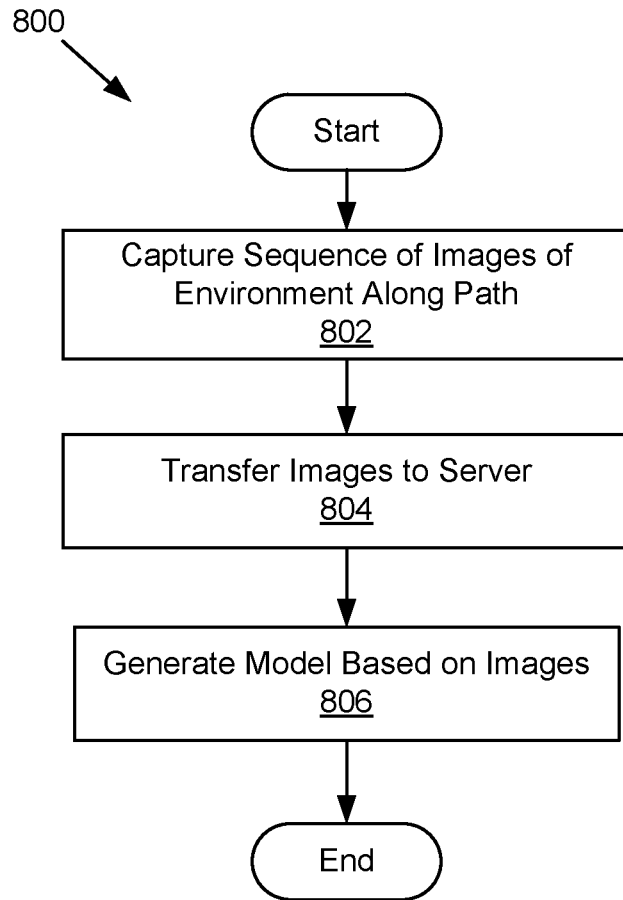 800
Start
Capture Sequence of Images of
Environment Along Path
802
Transfer Images to Server
804
Generate Model Based on Images
806
End